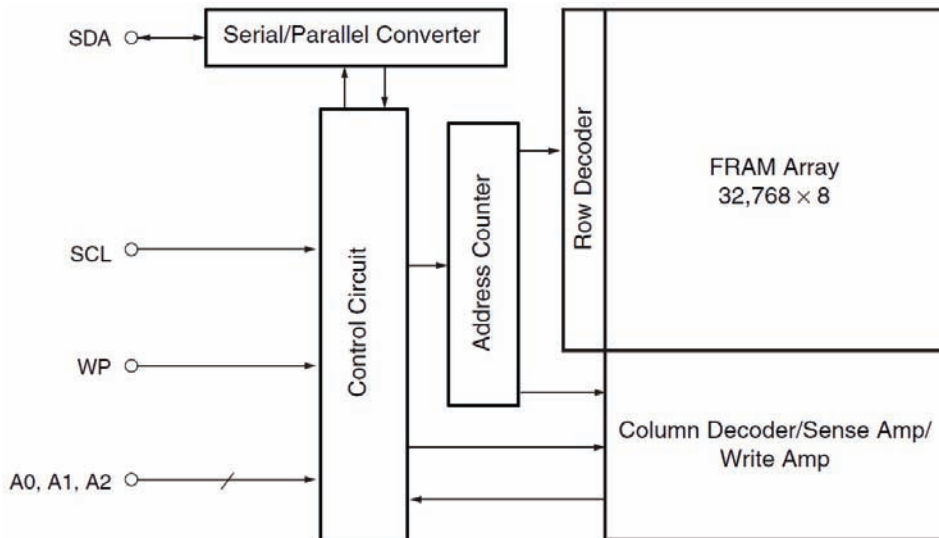 SDA
Serial/Parallel Converter
SCL
WP
A0, A1, A2
Control Circuit
Address Counter
Row Decoder
FRAM Array
32,768 × 8
Column Decoder/Sense Amp/
Write Amp